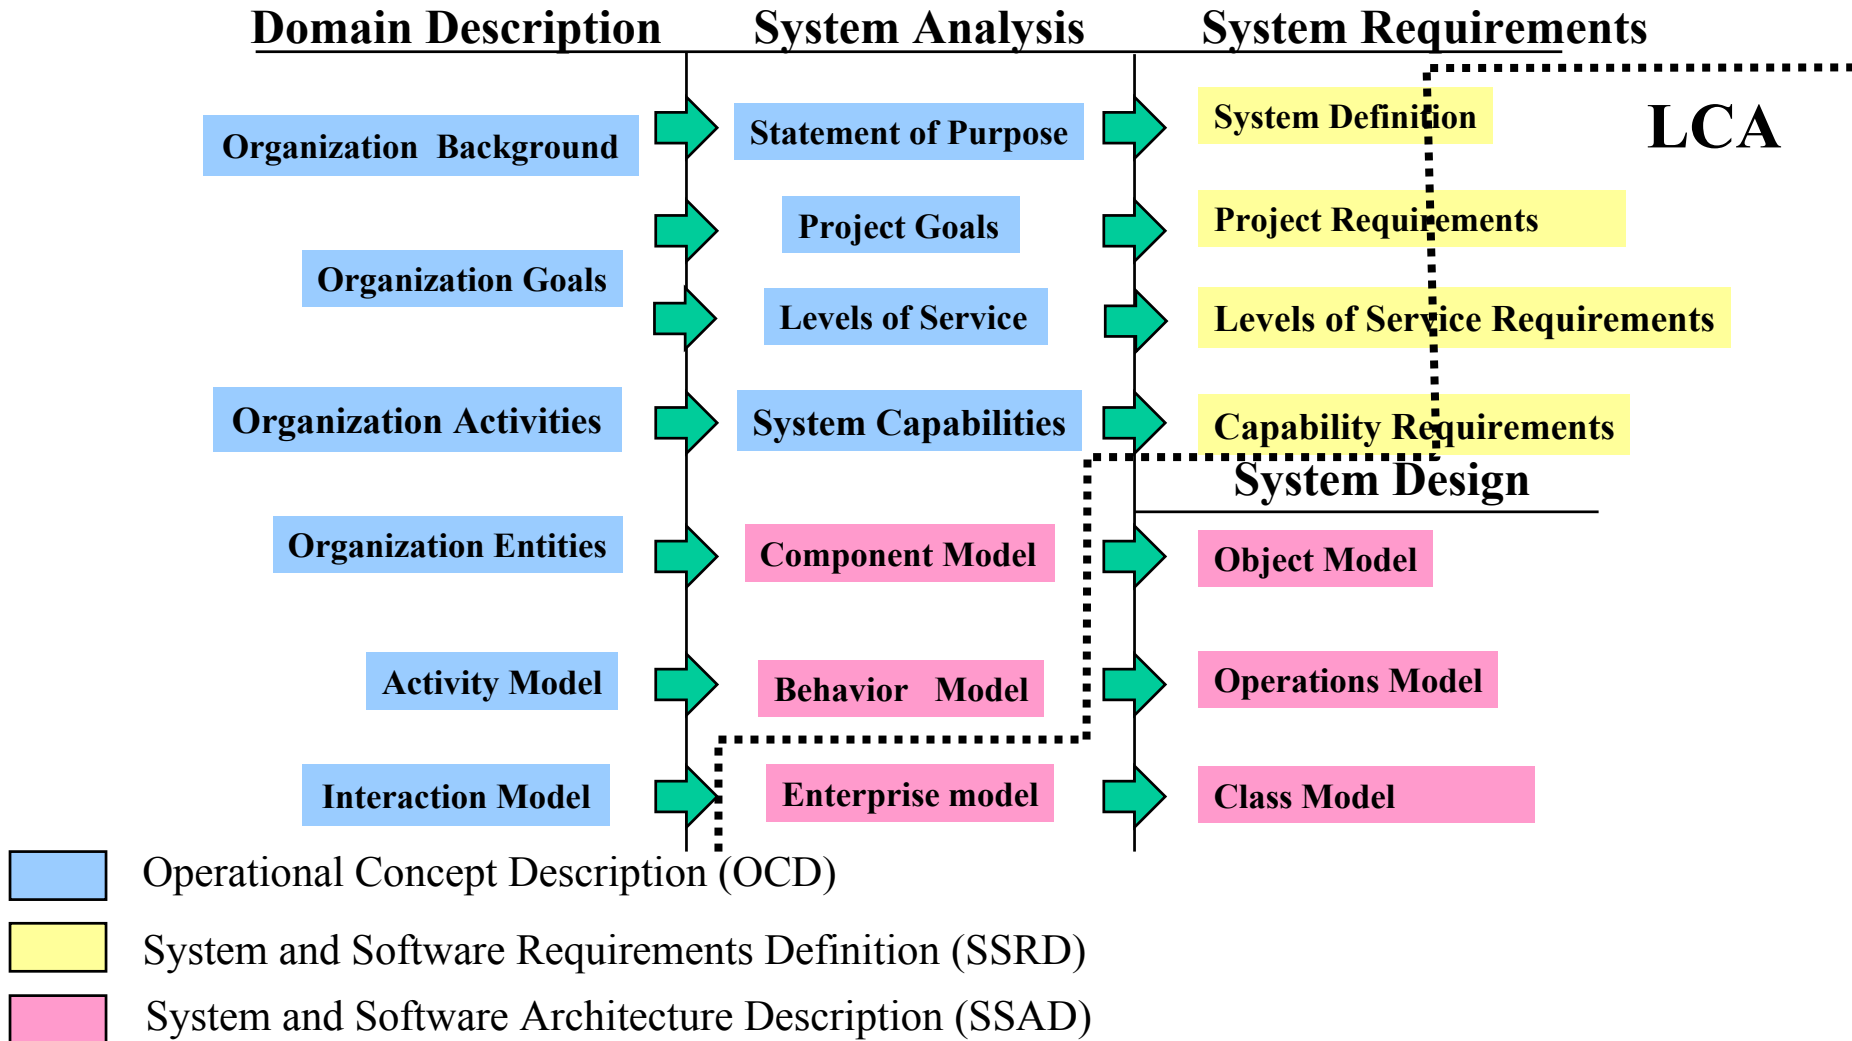 Domain Description
System Analysis
System Requirements
LCA
Organization Background
Statement of Purpose
System Definition
Project Goals
Project Requirements
Organization Goals
Levels of Service
Levels of Service Requirements
Organization Activities
System Capabilities
Capability Requirements
System Design
Organization Entities
Component Model
Object Model
Activity Model
Behavior Model
Operations Model
Interaction Model
Enterprise model
Class Model
Operational Concept Description (OCD)
System and Software Requirements Definition (SSRD)
System and Software Architecture Description (SSAD)